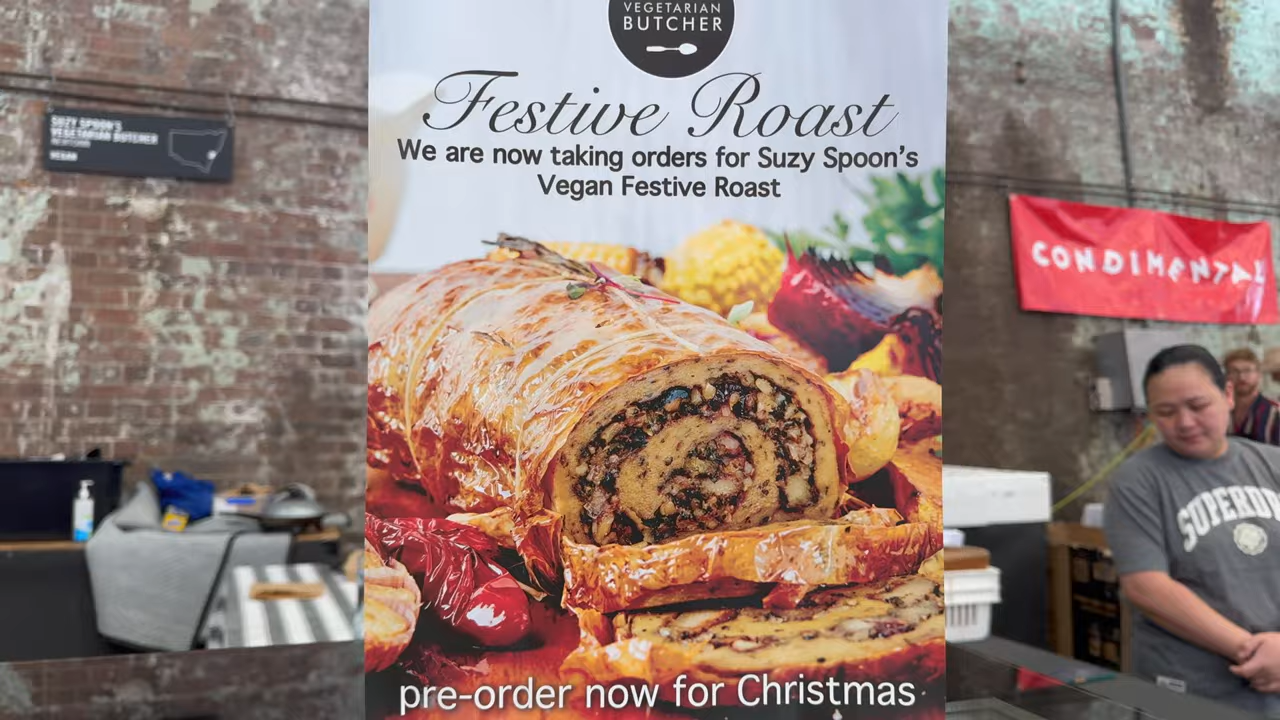 SUZY SPOON'S
VEGETARIAN BUTCHER
VEGAN
VEGETARIAN
BUTCHER
Festive Roast
We are now taking orders for Suzy Spoon's
Vegan Festive Roast
pre-order now for Christmas
CONDIMENTAL
SUPERDRY